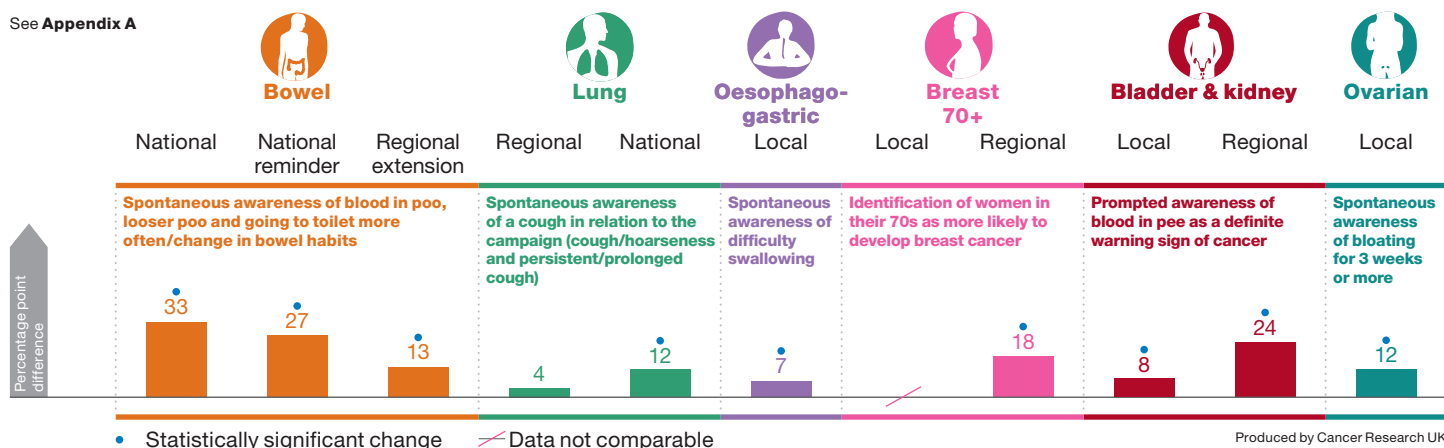 See Appendix A
Bowel
Lung
Oesophago-
gastric
Breast
70+
Bladder & kidney
Ovarian
National
National
reminder
Regional
extension
Regional
National
Local
Local
Regional
Local
Regional
Local
Spontaneous awareness of blood in poo,
looser poo and going to toilet more
often/change in bowel habits
Spontaneous awareness
of a cough in relation to the
campaign (cough/hoarseness
and persistent/prolonged
cough)
Spontaneous
awareness of
difficulty
swallowing
Identification of women in
their 70s as more likely to
develop breast cancer
Prompted awareness of
blood in pee as a definite
warning sign of cancer
Spontaneous
awareness
of bloating
for 3 weeks
or more
Percentage point
difference
33
27
13
4
12
7
18
8
24
12
Statistically significant change
Data not comparable
Produced by Cancer Research UK